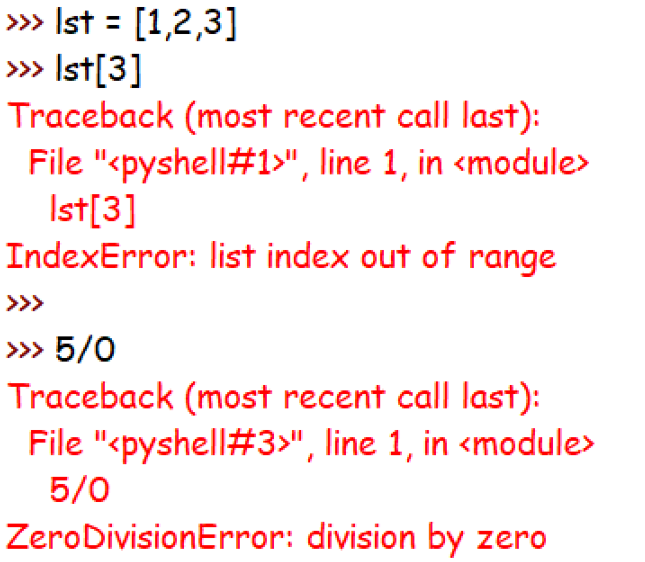 >>> lst = [1,2,3]
>>> lst[3]
Traceback (most recent call last):
  File "<pyshell#1>", line 1, in <module>
    lst[3]
IndexError: list index out of range
>>>
>>> 5/0
Traceback (most recent call last):
  File "<pyshell#3>", line 1, in <module>
    5/0
ZeroDivisionError: division by zero